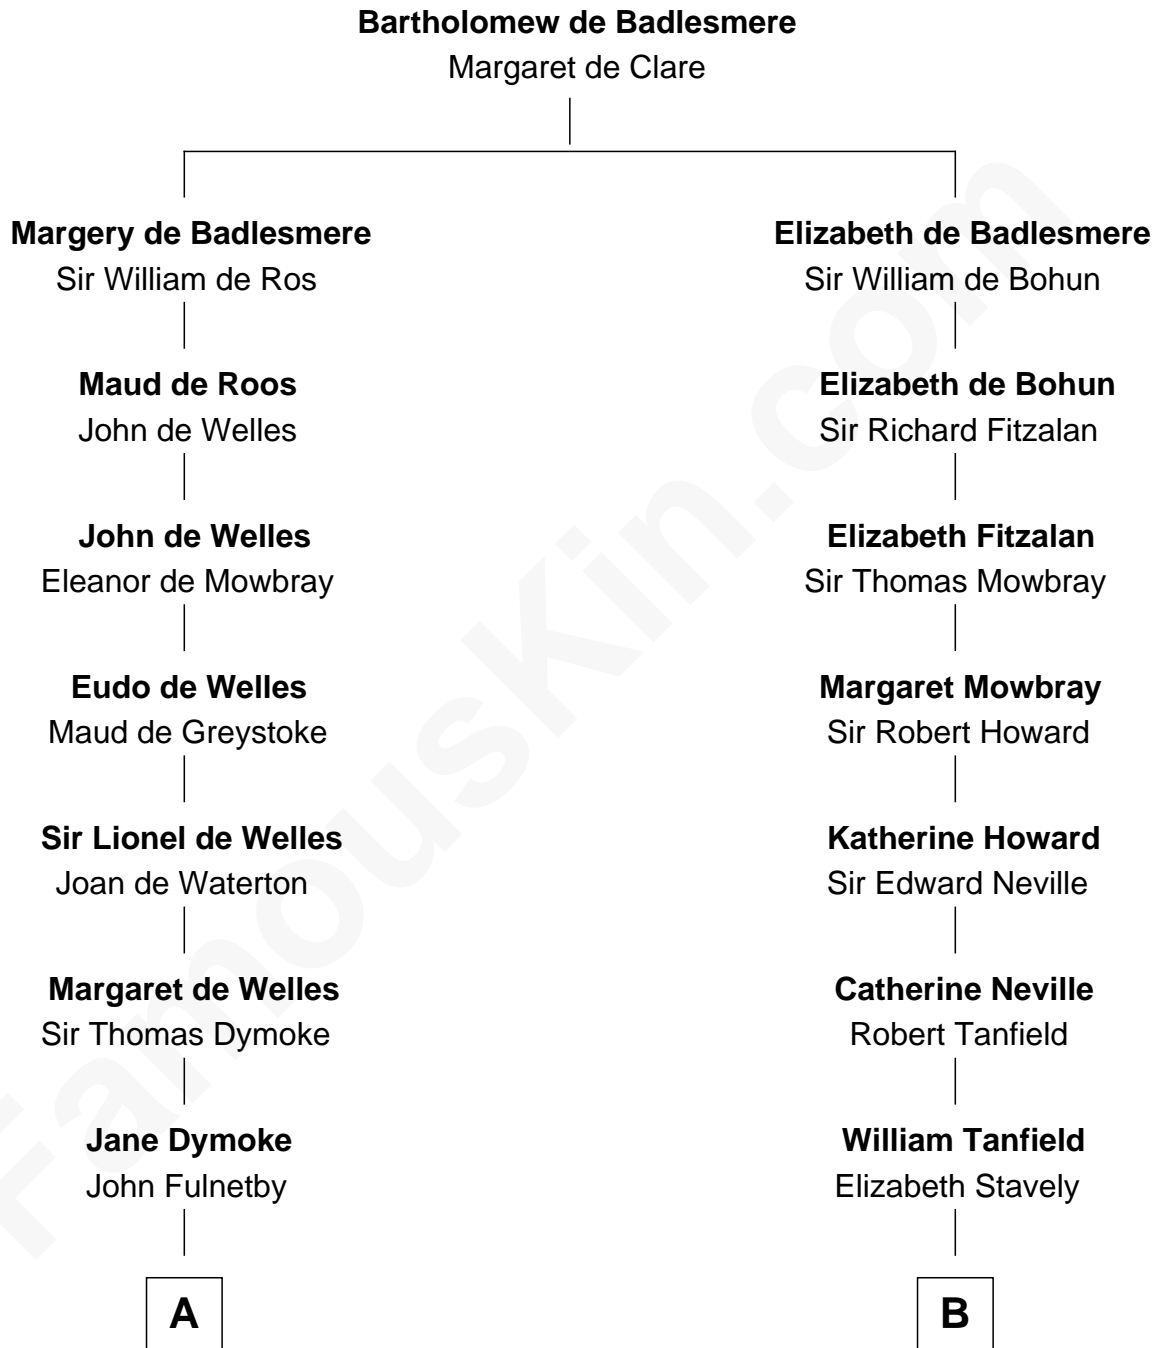 Bartholomew de Badlesmere
Margaret de Clare
Margery de Badlesmere
Sir William de Ros
Elizabeth de Badlesmere
Sir William de Bohun
Maud de Roos
John de Welles
Elizabeth de Bohun
Sir Richard Fitzalan
John de Welles
Eleanor de Mowbray
Elizabeth Fitzalan
Sir Thomas Mowbray
Eudo de Welles
Maud de Greystoke
Margaret Mowbray
Sir Robert Howard
Sir Lionel de Welles
Joan de Waterton
Katherine Howard
Sir Edward Neville
Margaret de Welles
Sir Thomas Dymoke
Catherine Neville
Robert Tanfield
Jane Dymoke
John Fulnetby
William Tanfield
Elizabeth Stavely
A
B
FamousKin.com